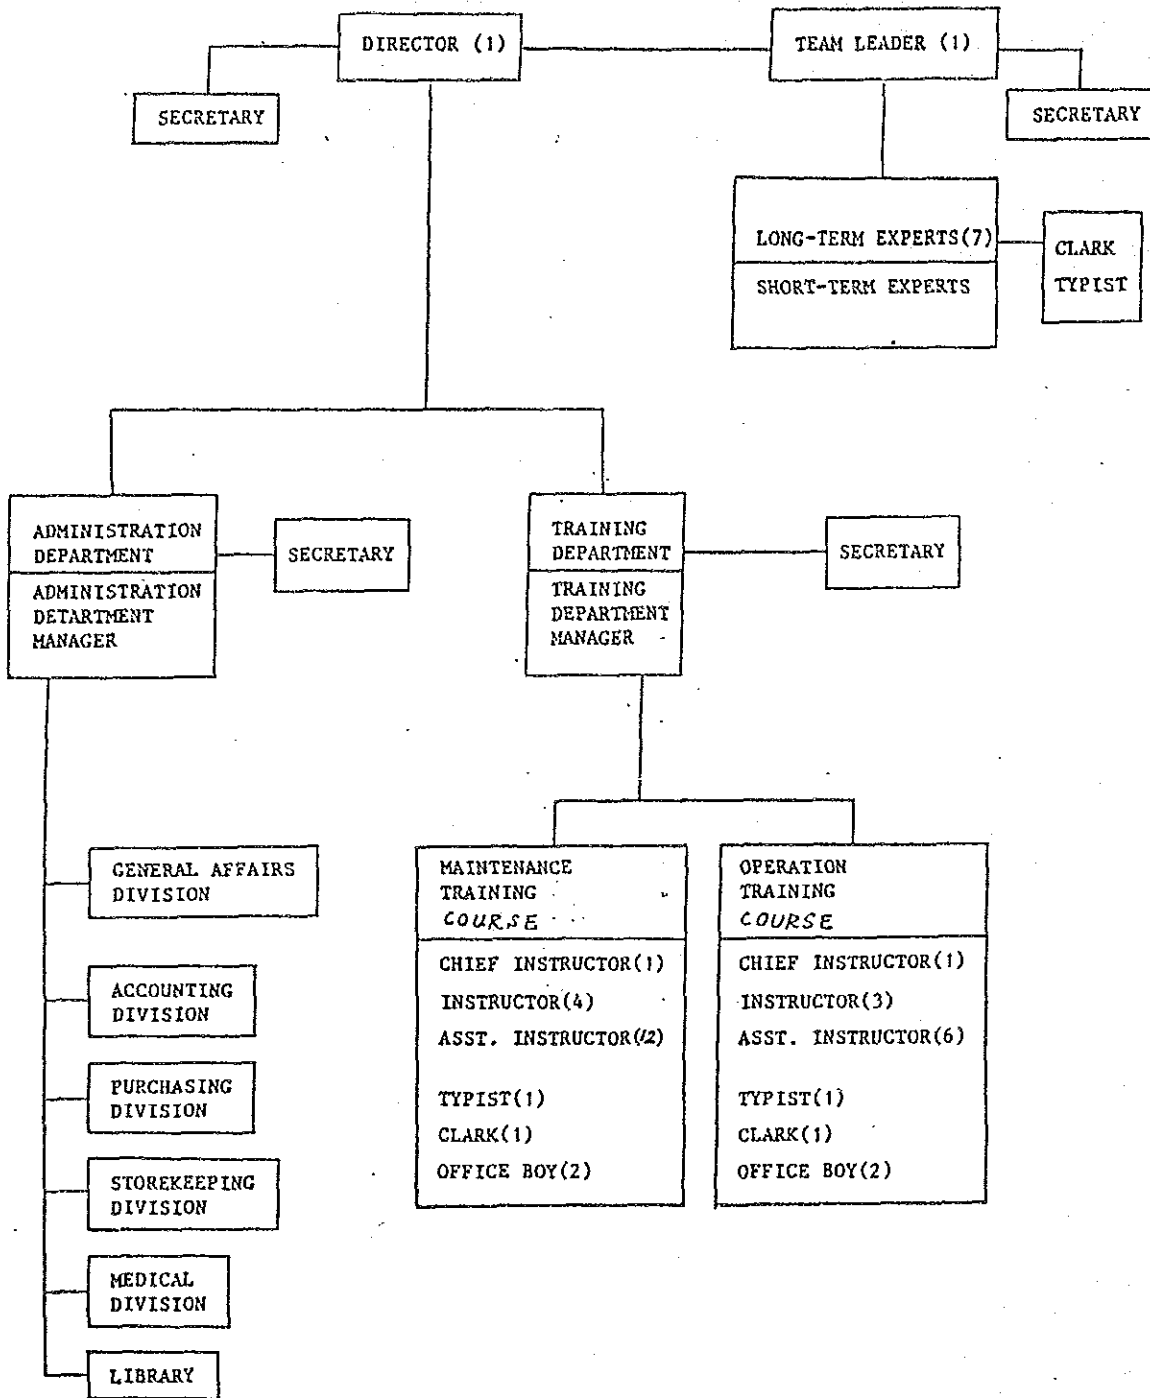 DIRECTOR (1)
TEAM LEADER (1)
SECRETARY
SECRETARY
LONG-TERM EXPERTS(7)
SHORT-TERM EXPERTS
CLARK
TYPIST
ADMINISTRATION
DEPARTMENT
ADMINISTRATION
DETARTMENT
MANAGER
SECRETARY
TRAINING
DEPARTMENT
TRAINING
DEPARTMENT
MANAGER
SECRETARY
GENERAL AFFAIRS
DIVISION
ACCOUNTING
DIVISION
PURCHASING
DIVISION
STOREKEEPING
DIVISION
MEDICAL
DIVISION
LIBRARY
MAINTENANCE
TRAINING
COURSE
CHIEF INSTRUCTOR(1)
INSTRUCTOR(4)
ASST. INSTRUCTOR(12)
TYPIST(1)
CLARK(1)
OFFICE BOY(2)
OPERATION
TRAINING
COURSE
CHIEF INSTRUCTOR(1)
INSTRUCTOR(3)
ASST. INSTRUCTOR(6)
TYPIST(1)
CLARK(1)
OFFICE BOY(2)